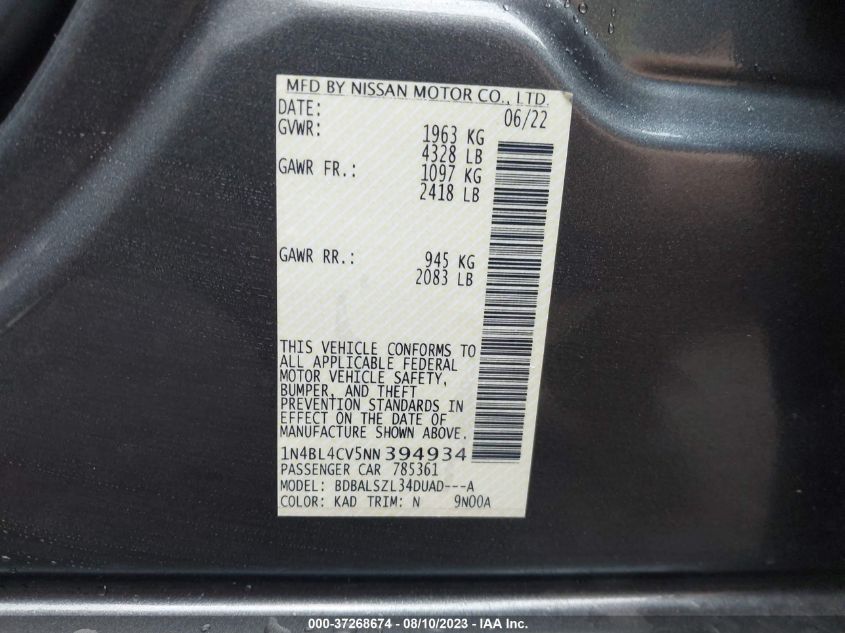 MFD BY NISSAN MOTOR CO., LTD.
DATE: 06/22
GVWR: 1963 KG
4328 LB
GAWR FR.: 1097 KG
2418 LB
GAWR RR.: 945 KG
2083 LB
THIS VEHICLE CONFORMS TO
ALL APPLICABLE FEDERAL
MOTOR VEHICLE SAFETY,
BUMPER, AND THEFT
PREVENTION STANDARDS IN
EFFECT ON THE DATE OF
MANUFACTURE SHOWN ABOVE.
1N4BL4CV5NN394934
PASSENGER CAR 785361
MODEL: BDBALSZL34DUAD---A
COLOR: KAD TRIM: N 9N00A
000-37268674 // 08/10/2023 - IAA Inc.